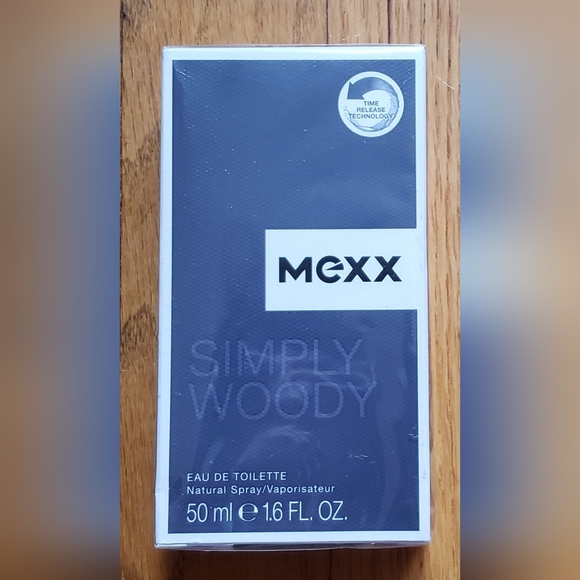 TIME
RELEASE
TECHNOLOGY
Mexx
SIMPLY
WOODY
EAU DE TOILETTE
Natural Spray/Vaporisateur
50 ml ℮ 1.6 FL. OZ.